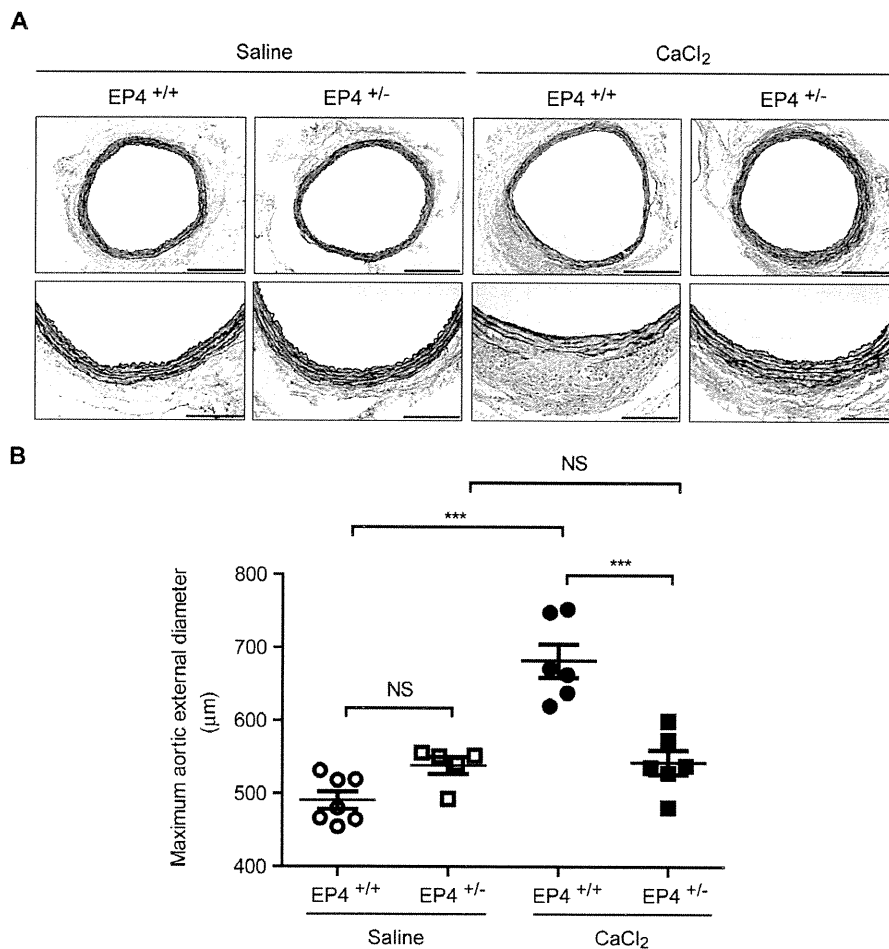 A
Saline
CaCl₂
EP4 +/+
EP4 +/-
EP4 +/+
EP4 +/-
B
NS
***
***
NS
Maximum aortic external diameter
(μm)
800
700
600
500
400
EP4 +/+
EP4 +/-
EP4 +/+
EP4 +/-
Saline
CaCl₂